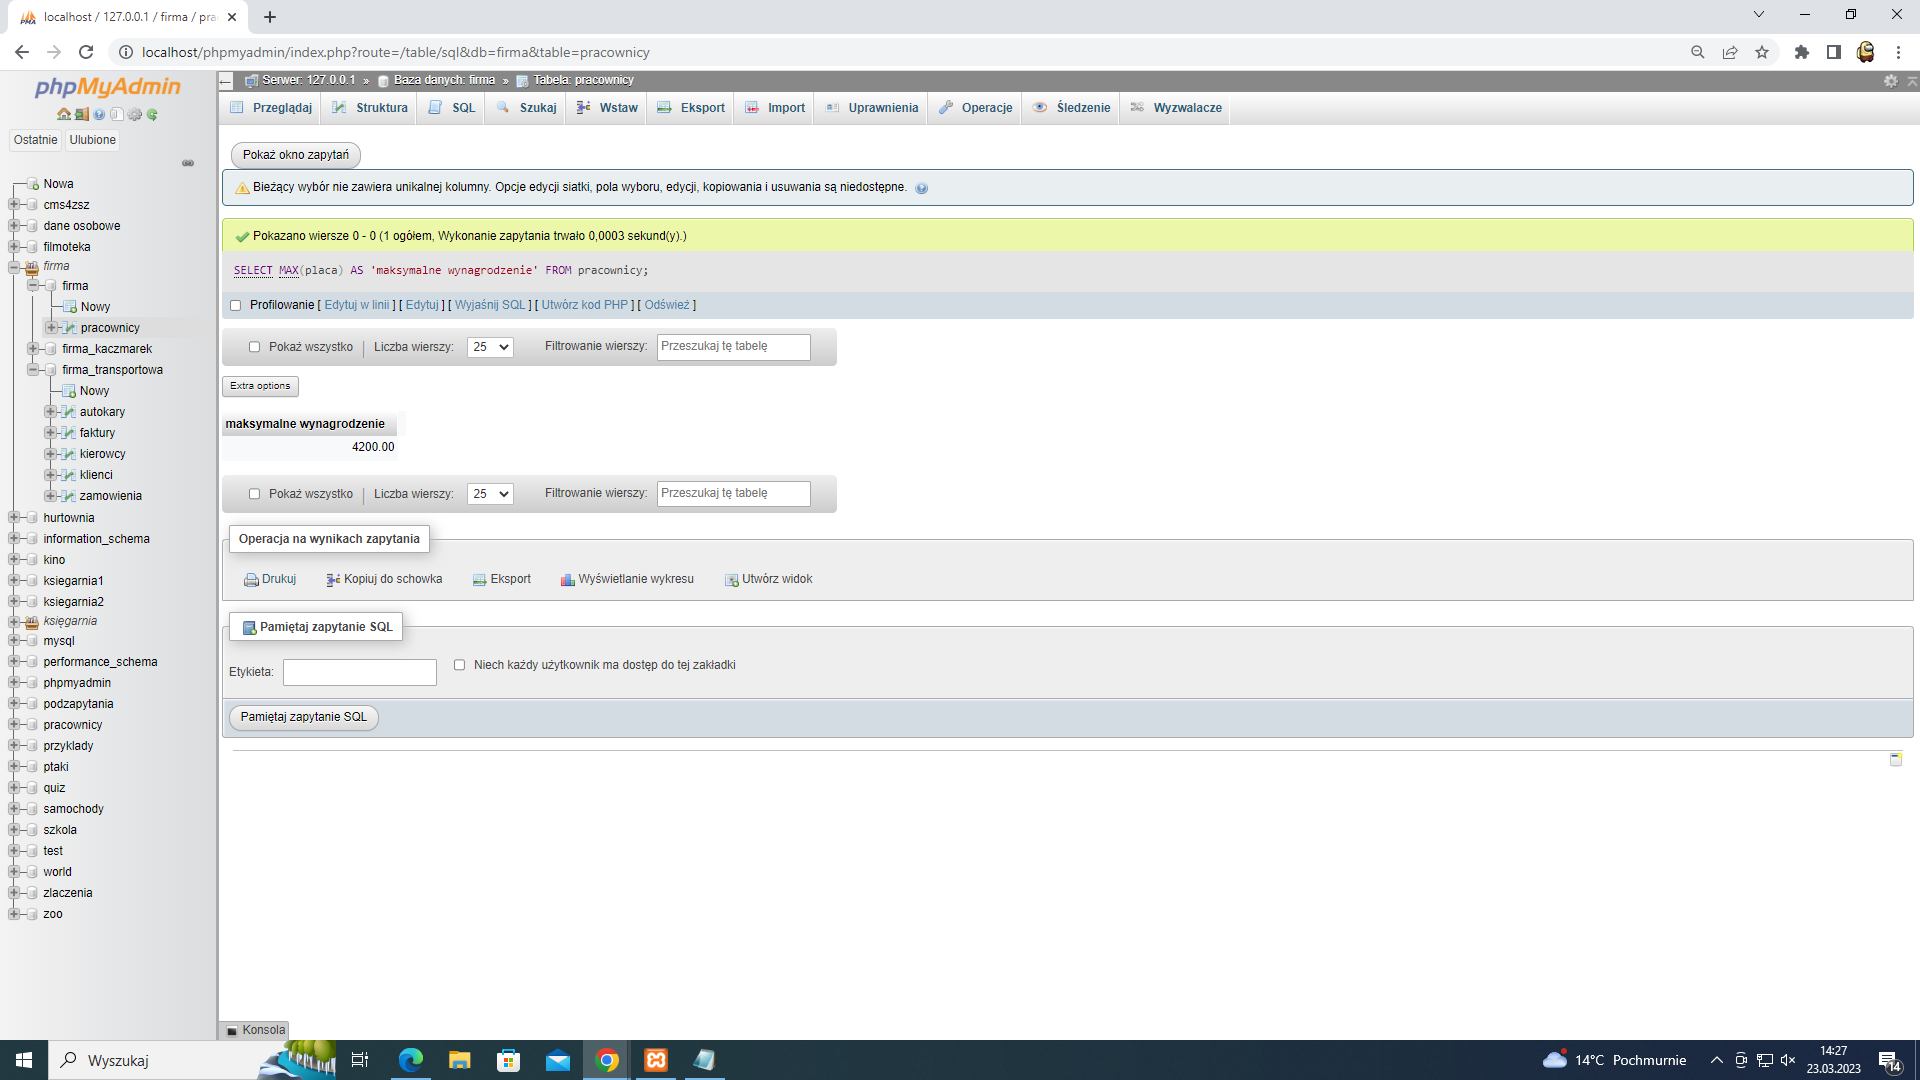 localhost / 127.0.0.1 / firma / pra
localhost/phpmyadmin/index.php?route=/table/sql&db=firma&table=pracownicy
phpMyAdmin
Ostatnie Ulubione
Nowa
cms4zsz
dane osobowe
filmoteka
firma
firma
Nowy
pracownicy
firma_kaczmarek
firma_transportowa
Nowy
autokary
faktury
kierowcy
klienci
zamowienia
hurtownia
information_schema
kino
ksiegarnia1
ksiegarnia2
księgarnia
mysql
performance_schema
phpmyadmin
podzapytania
pracownicy
przyklady
ptaki
quiz
samochody
szkola
test
world
zlaczenia
zoo
Serwer: 127.0.0.1 » Baza danych: firma » Tabela: pracownicy
Przeglądaj Struktura SQL Szukaj Wstaw Eksport Import Uprawnienia Operacje Śledzenie Wyzwalacze
Pokaż okno zapytań
Bieżący wybór nie zawiera unikalnej kolumny. Opcje edycji siatki, pola wyboru, edycji, kopiowania i usuwania są niedostępne.
Pokazano wiersze 0 - 0 (1 ogółem, Wykonanie zapytania trwało 0,0003 sekund(y).)
SELECT MAX(placa) AS 'maksymalne wynagrodzenie' FROM pracownicy;
Profilowanie [ Edytuj w linii ] [ Edytuj ] [ Wyjaśnij SQL ] [ Utwórz kod PHP ] [ Odśwież ]
Pokaż wszystko | Liczba wierszy: 25 Filtrowanie wierszy: Przeszukaj tę tabelę
Extra options
maksymalne wynagrodzenie
4200.00
Pokaż wszystko | Liczba wierszy: 25 Filtrowanie wierszy: Przeszukaj tę tabelę
Operacja na wynikach zapytania
Drukuj Kopiuj do schowka Eksport Wyświetlanie wykresu Utwórz widok
Pamiętaj zapytanie SQL
Etykieta: Niech każdy użytkownik ma dostęp do tej zakładki
Pamiętaj zapytanie SQL
Konsola
Wyszukaj
14°C Pochmurnie
14:27
23.03.2023
14